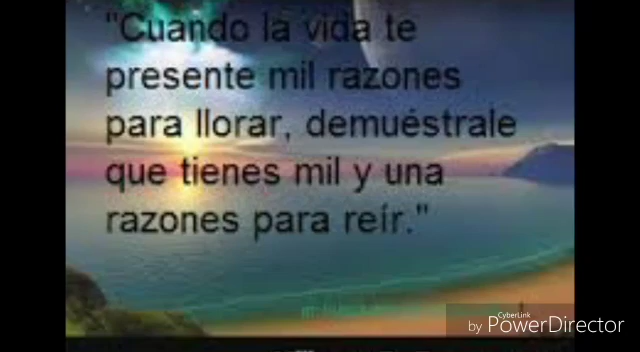 "Cuando la vida te
presente mil razones
para llorar, demuéstrale
que tienes mil y una
razones para reír."
CyberLink
by PowerDirector